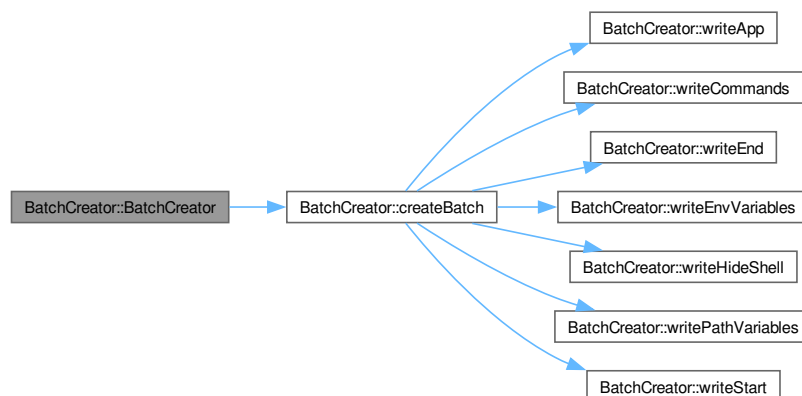 BatchCreator::writeApp
BatchCreator::writeCommands
BatchCreator::writeEnd
BatchCreator::BatchCreator
BatchCreator::createBatch
BatchCreator::writeEnvVariables
BatchCreator::writeHideShell
BatchCreator::writePathVariables
BatchCreator::writeStart